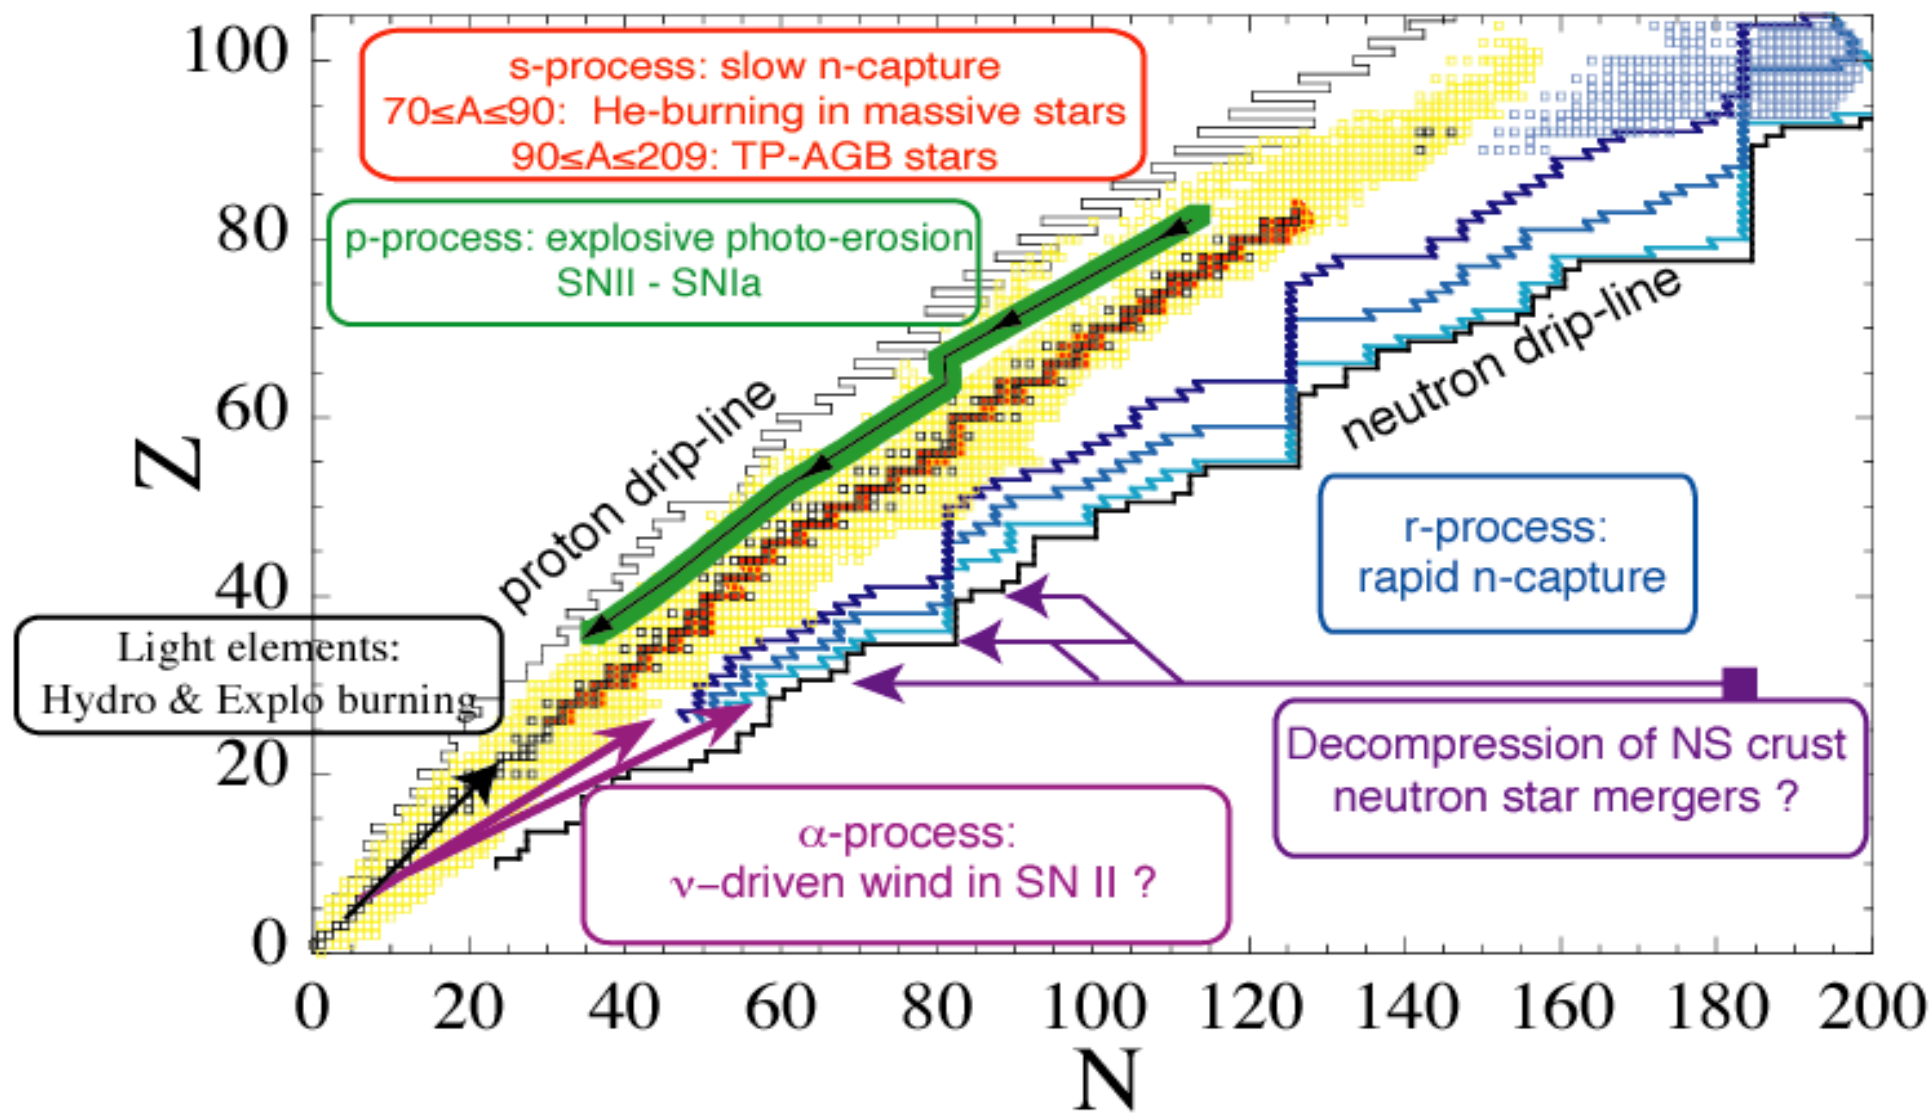 100
80
60
40
20
0
Z
s-process: slow n-capture
70≤A≤90: He-burning in massive stars
90≤A≤209: TP-AGB stars
p-process: explosive photo-erosion
SNII - SNIa
proton drip-line
neutron drip-line
r-process:
rapid n-capture
Light elements:
Hydro & Explo burning
Decompression of NS crust
neutron star mergers ?
α-process:
ν–driven wind in SN II ?
0 20 40 60 80 100 120 140 160 180 200
N